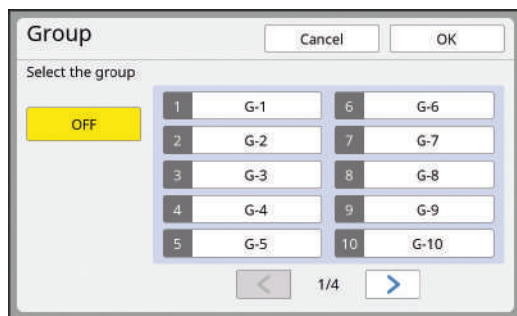 Group
Cancel
OK
Select the group
OFF
1 G-1 6 G-6
2 G-2 7 G-7
3 G-3 8 G-8
4 G-4 9 G-9
5 G-5 10 G-10
< 1/4 >